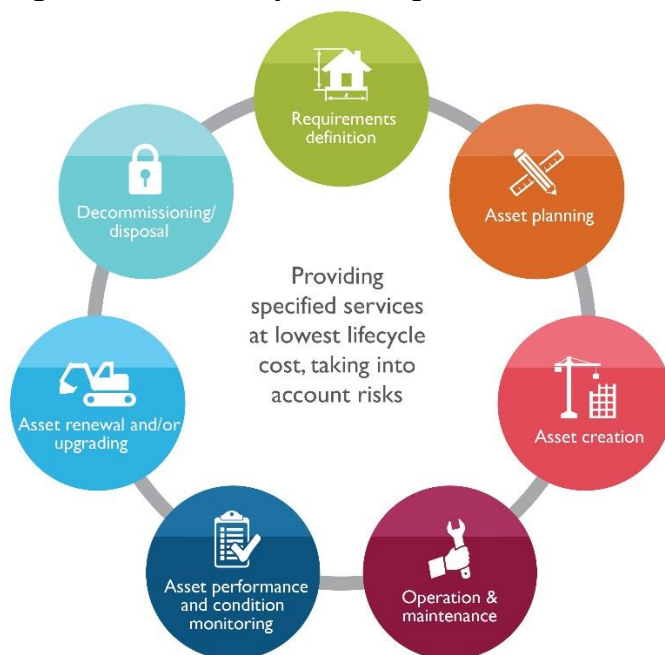 Requirements
definition
Asset planning
Asset creation
Operation &
maintenance
Asset performance
and condition
monitoring
Asset renewal and/or
upgrading
Decommissioning/
disposal
Providing
specified services
at lowest lifecycle
cost, taking into
account risks